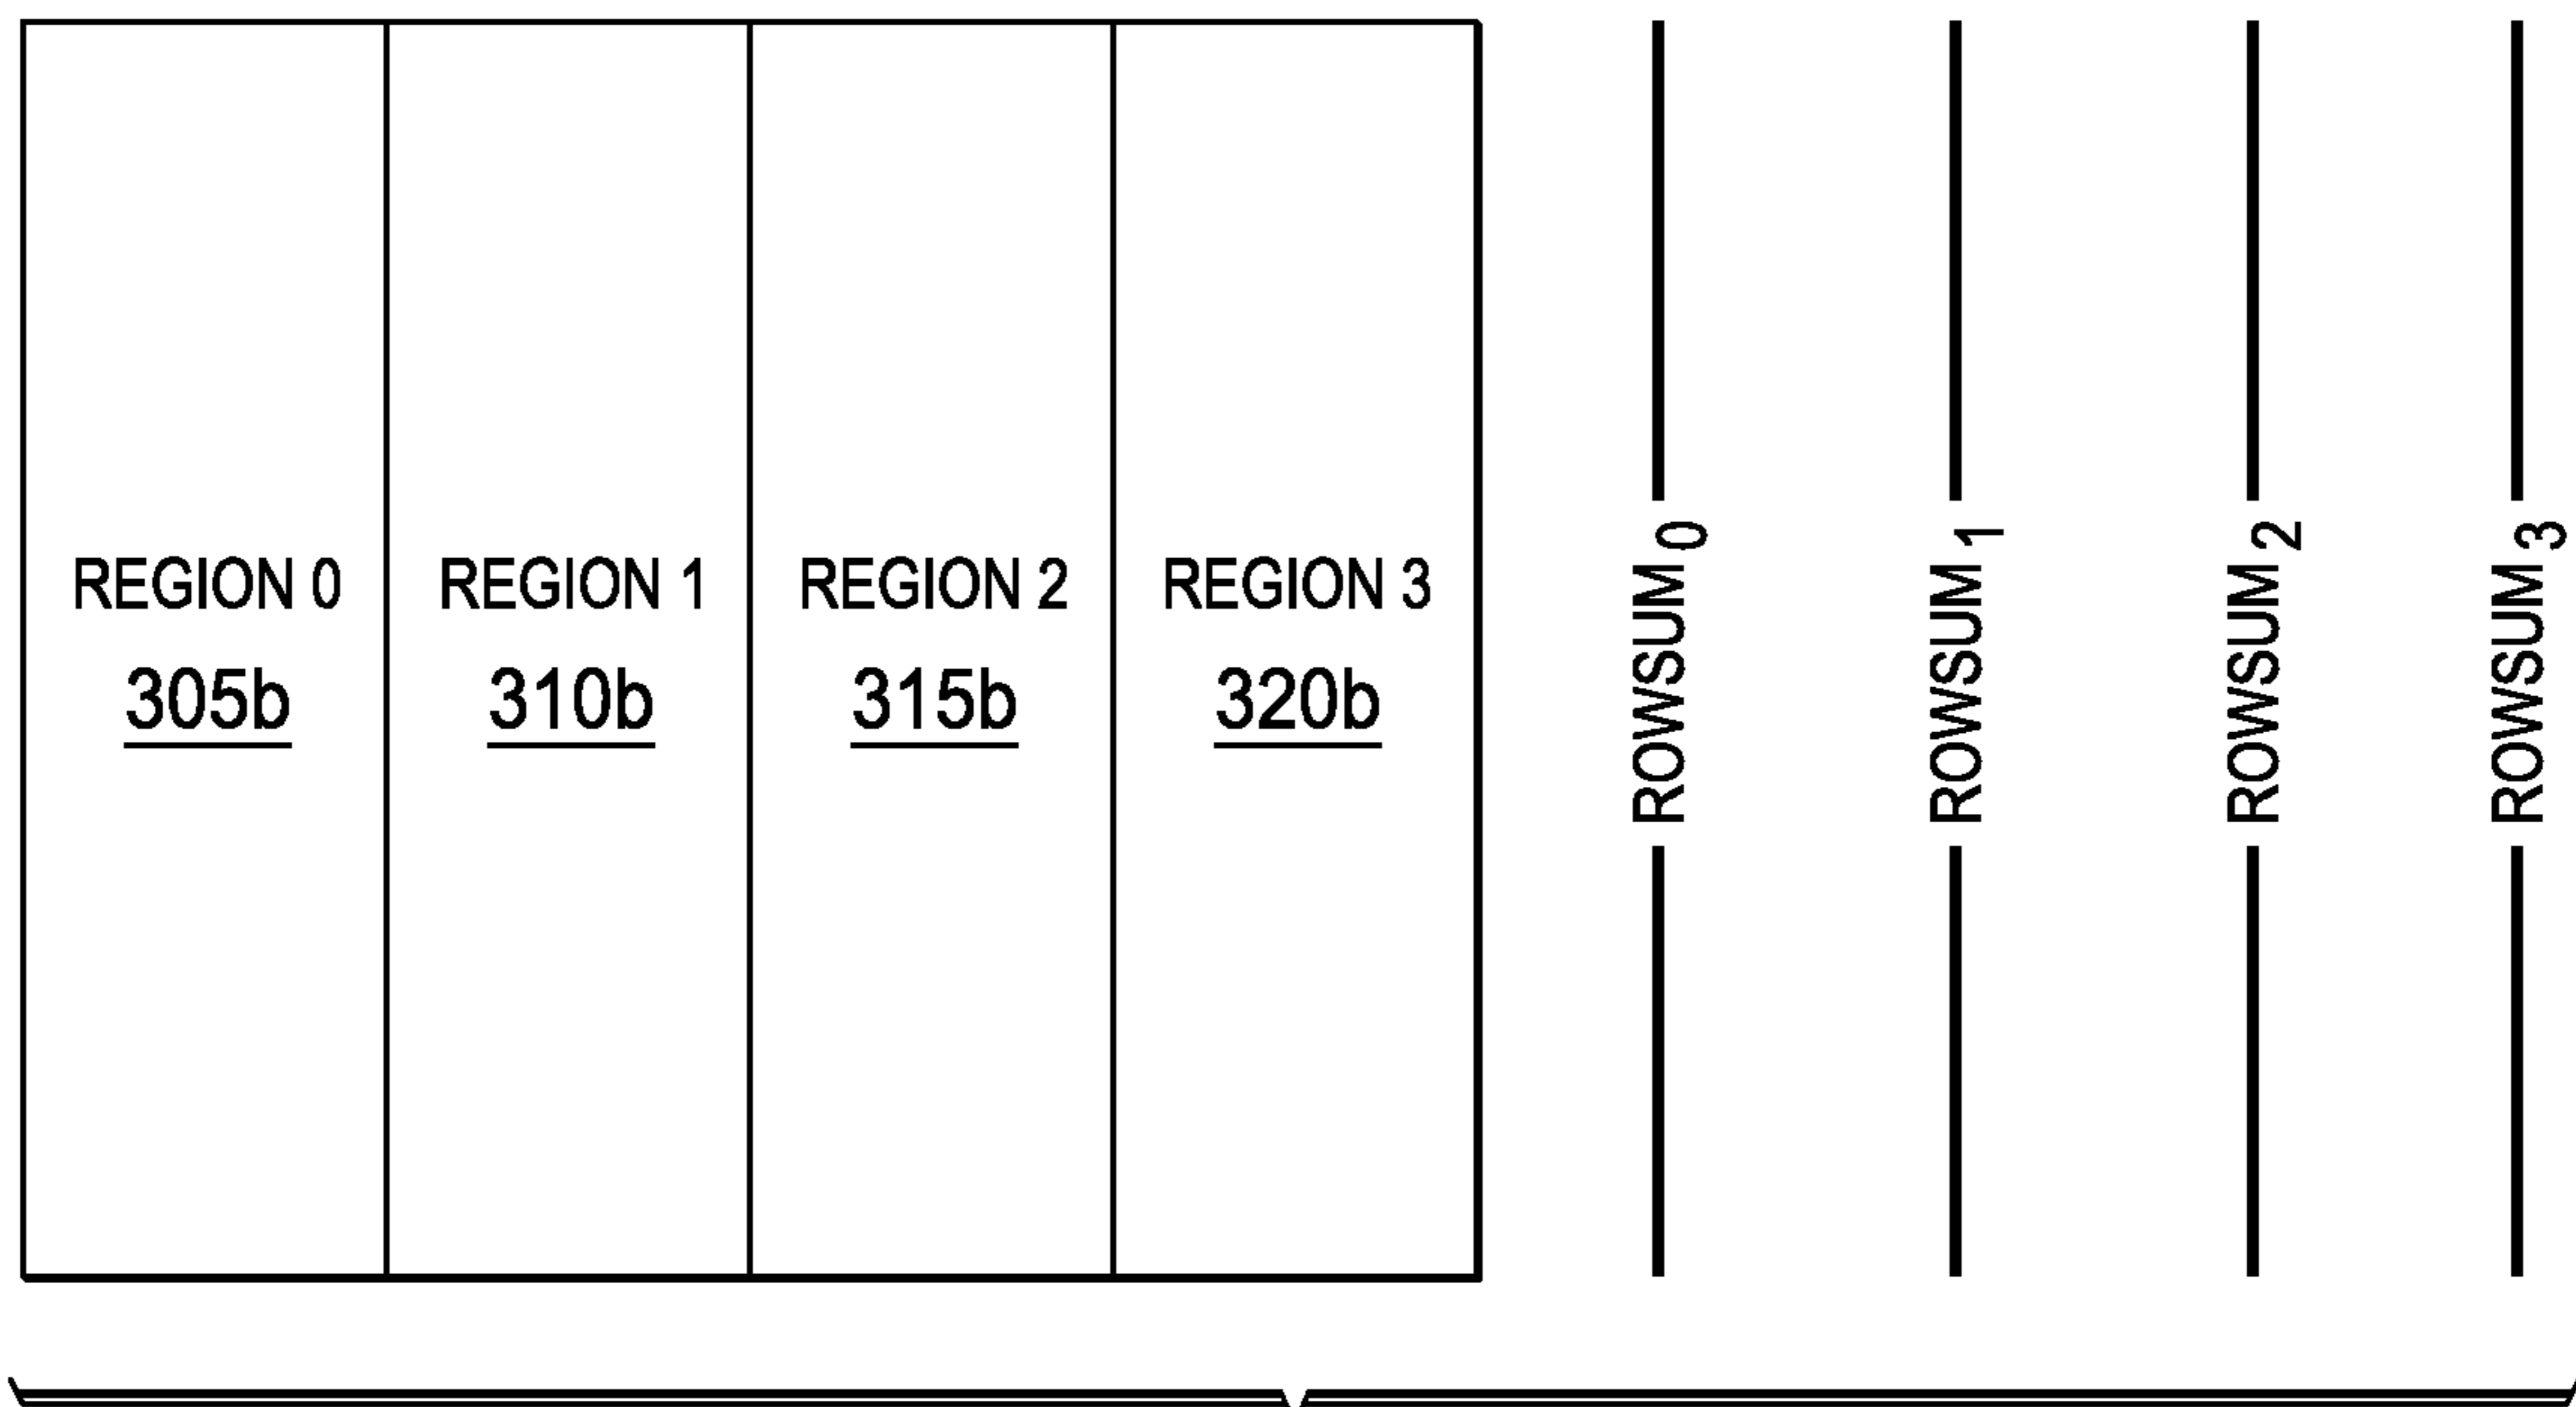 REGION 0
305b
REGION 1
310b
REGION 2
315b
REGION 3
320b
ROWSUM0
ROWSUM1
ROWSUM2
ROWSUM3